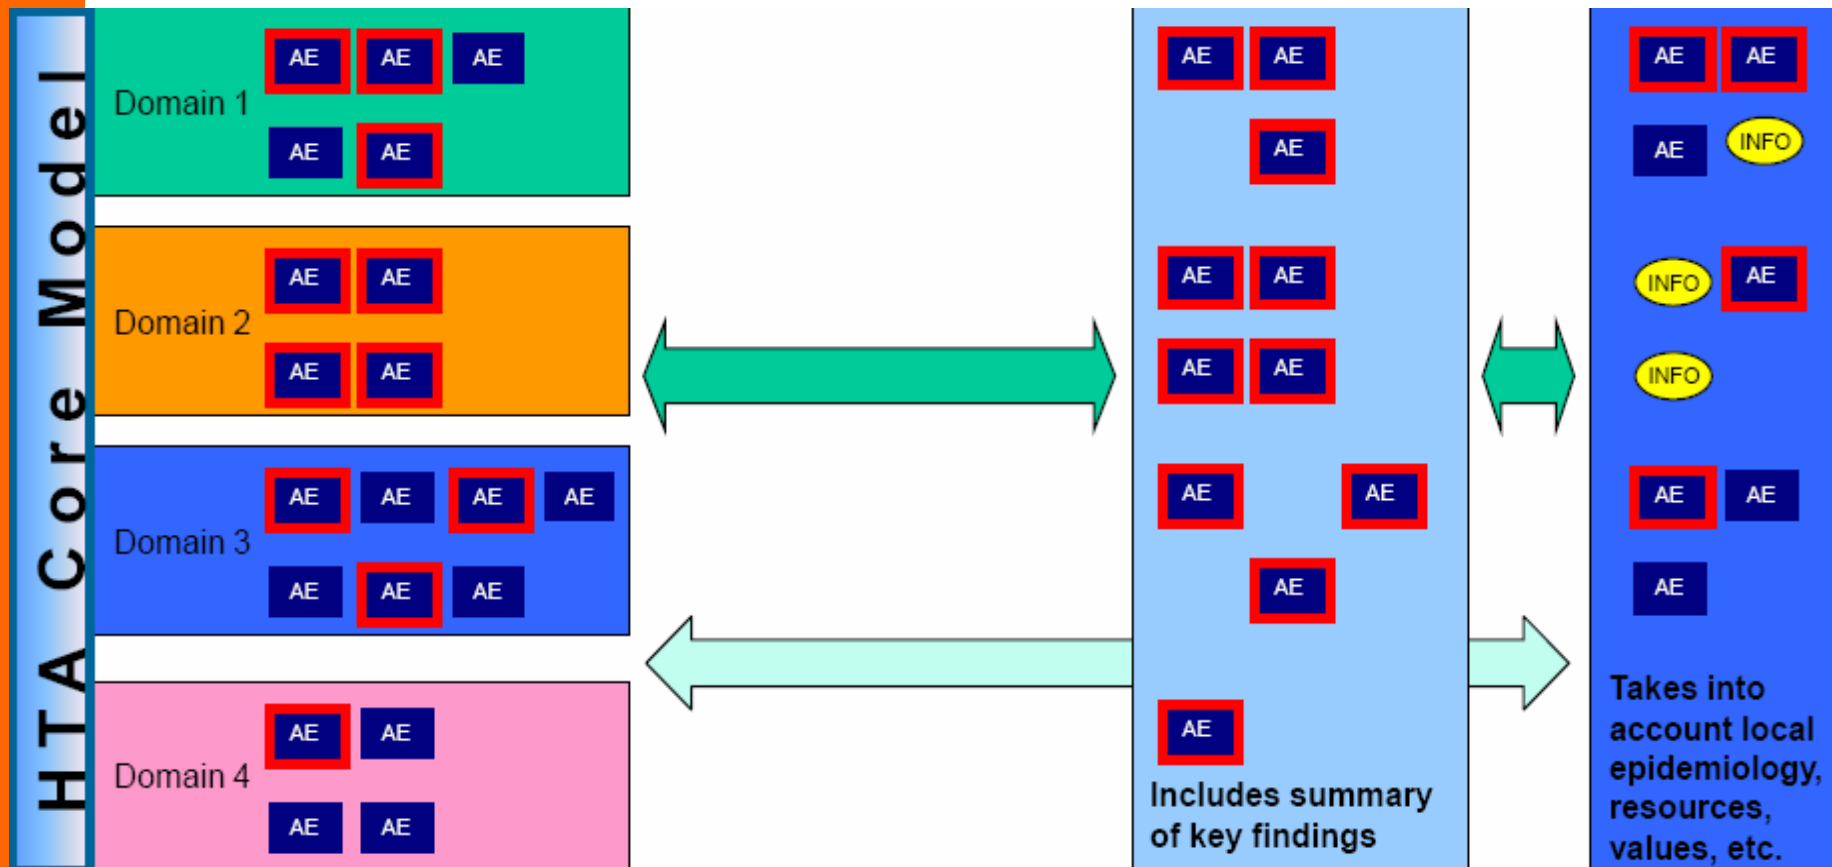 HTA Core Model
Domain 1
AE AE AE
AE AE
Domain 2
AE AE
AE AE
Domain 3
AE AE AE AE
AE AE AE
Domain 4
AE AE
AE AE
AE AE
AE
AE AE
AE AE
AE AE
AE
AE
Includes summary
of key findings
AE AE
AE INFO
INFO AE
INFO
AE AE
AE
Takes into
account local
epidemiology,
resources,
values, etc.